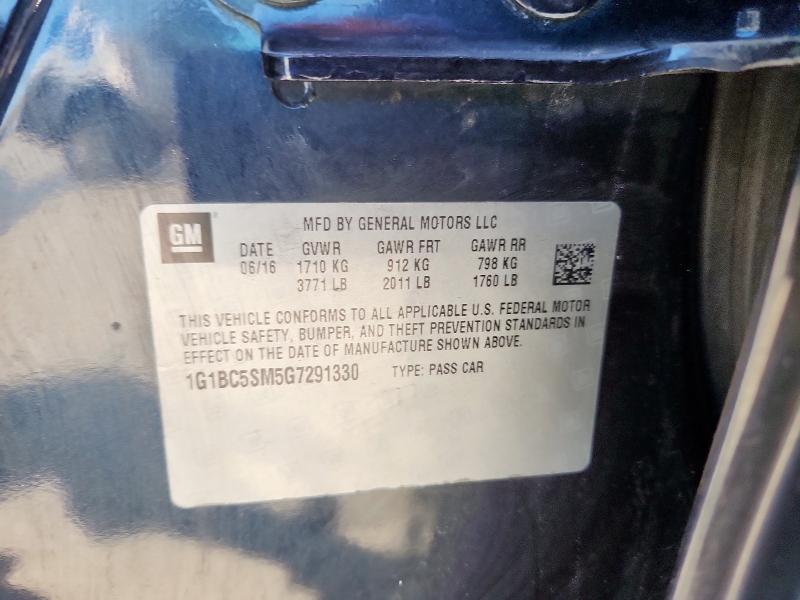 GM
MFD BY GENERAL MOTORS LLC
DATE GVWR GAWR FRT GAWR RR
06/16 1710 KG 912 KG 798 KG
3771 LB 2011 LB 1760 LB
THIS VEHICLE CONFORMS TO ALL APPLICABLE U.S. FEDERAL MOTOR
VEHICLE SAFETY, BUMPER, AND THEFT PREVENTION STANDARDS IN
EFFECT ON THE DATE OF MANUFACTURE SHOWN ABOVE.
1G1BC5SM5G7291330 TYPE: PASS CAR